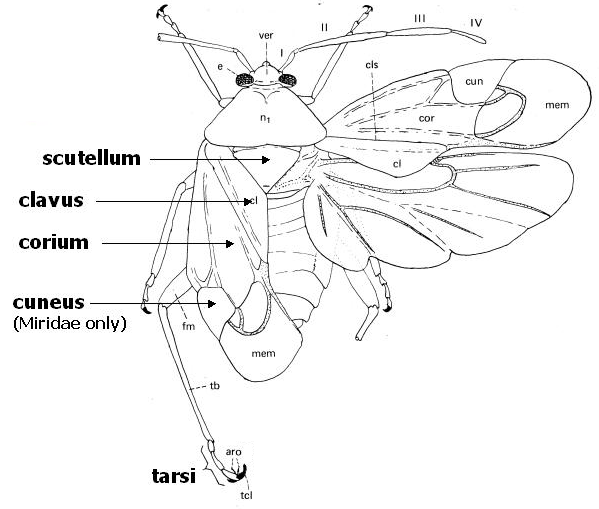 ver
I
II
III
IV
e
cls
cun
mem
n1
cor
scutellum
cl
clavus
cl
corium
cuneus
(Miridae only)
fm
mem
tb
aro
tarsi
tcl